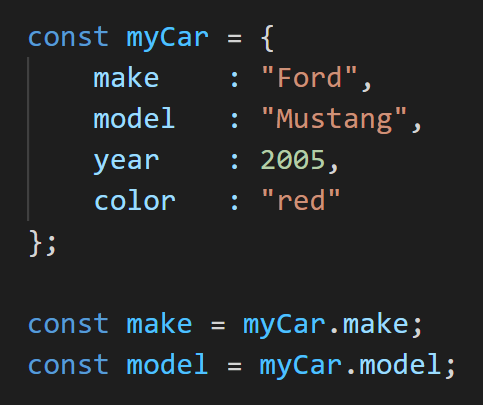 const myCar = {
    make    : "Ford",
    model   : "Mustang",
    year    : 2005,
    color   : "red"
};

const make = myCar.make;
const model = myCar.model;